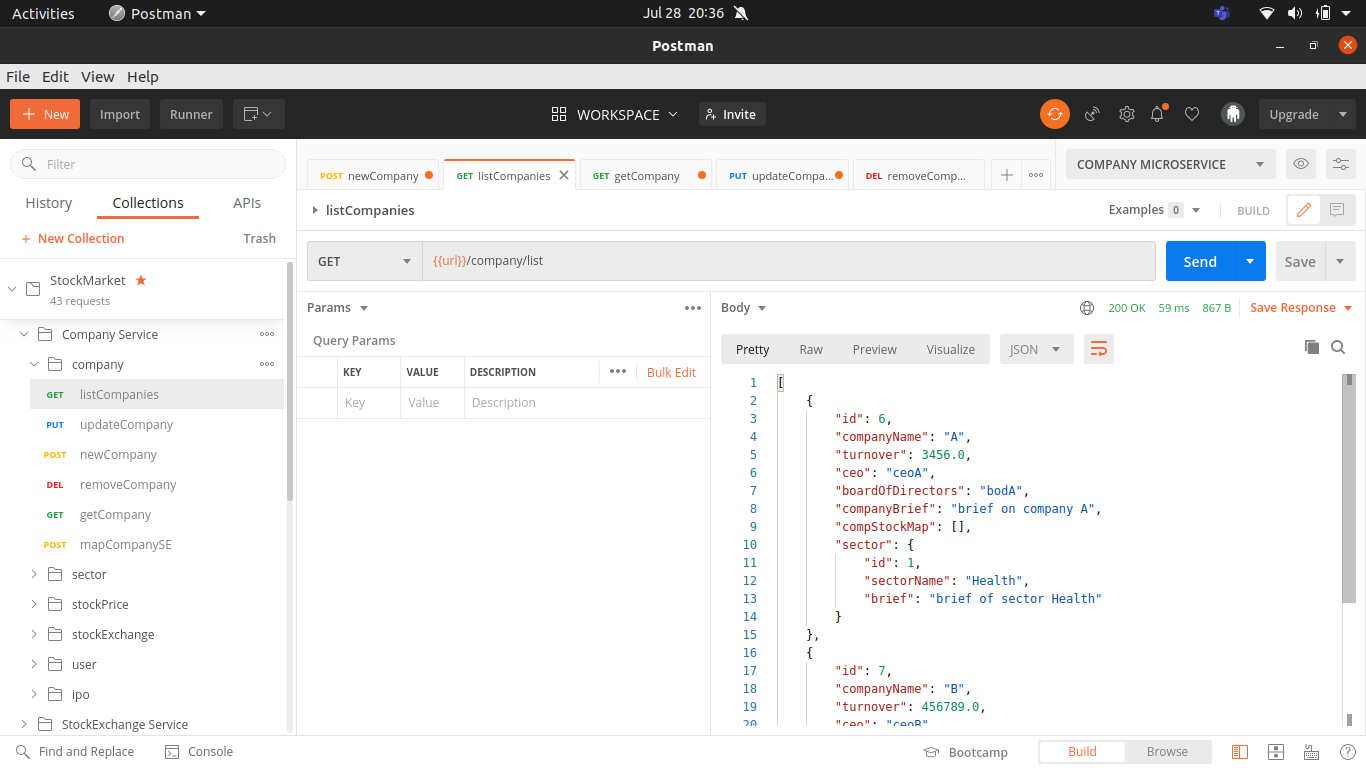 Activities Postman Jul 28 20:36
Postman
File Edit View Help
+ New Import Runner WORKSPACE Invite Upgrade
Filter
History Collections APIs
+ New Collection Trash
StockMarket
43 requests
Company Service
company
GET listCompanies
PUT updateCompany
POST newCompany
DEL removeCompany
GET getCompany
POST mapCompanySE
sector
stockPrice
stockExchange
user
ipo
StockExchange Service
POST newCompany GET listCompanies GET getCompany PUT updateCompa... DEL removeComp... COMPANY MICROSERVICE
listCompanies Examples 0 BUILD
GET {{url}}/company/list Send Save
Params
Query Params
KEY VALUE DESCRIPTION Bulk Edit
Key Value Description
Body 200 OK 59 ms 867 B Save Response
Pretty Raw Preview Visualize JSON
1 [
2 {
3 "id": 6,
4 "companyName": "A",
5 "turnover": 3456.0,
6 "ceo": "ceoA",
7 "boardOfDirectors": "bodA",
8 "companyBrief": "brief on company A",
9 "compStockMap": [],
10 "sector": {
11 "id": 1,
12 "sectorName": "Health",
13 "brief": "brief of sector Health"
14 }
15 },
16 {
17 "id": 7,
18 "companyName": "B",
19 "turnover": 456789.0,
20 "ceo": "ceoB"
Find and Replace Console Bootcamp Build Browse